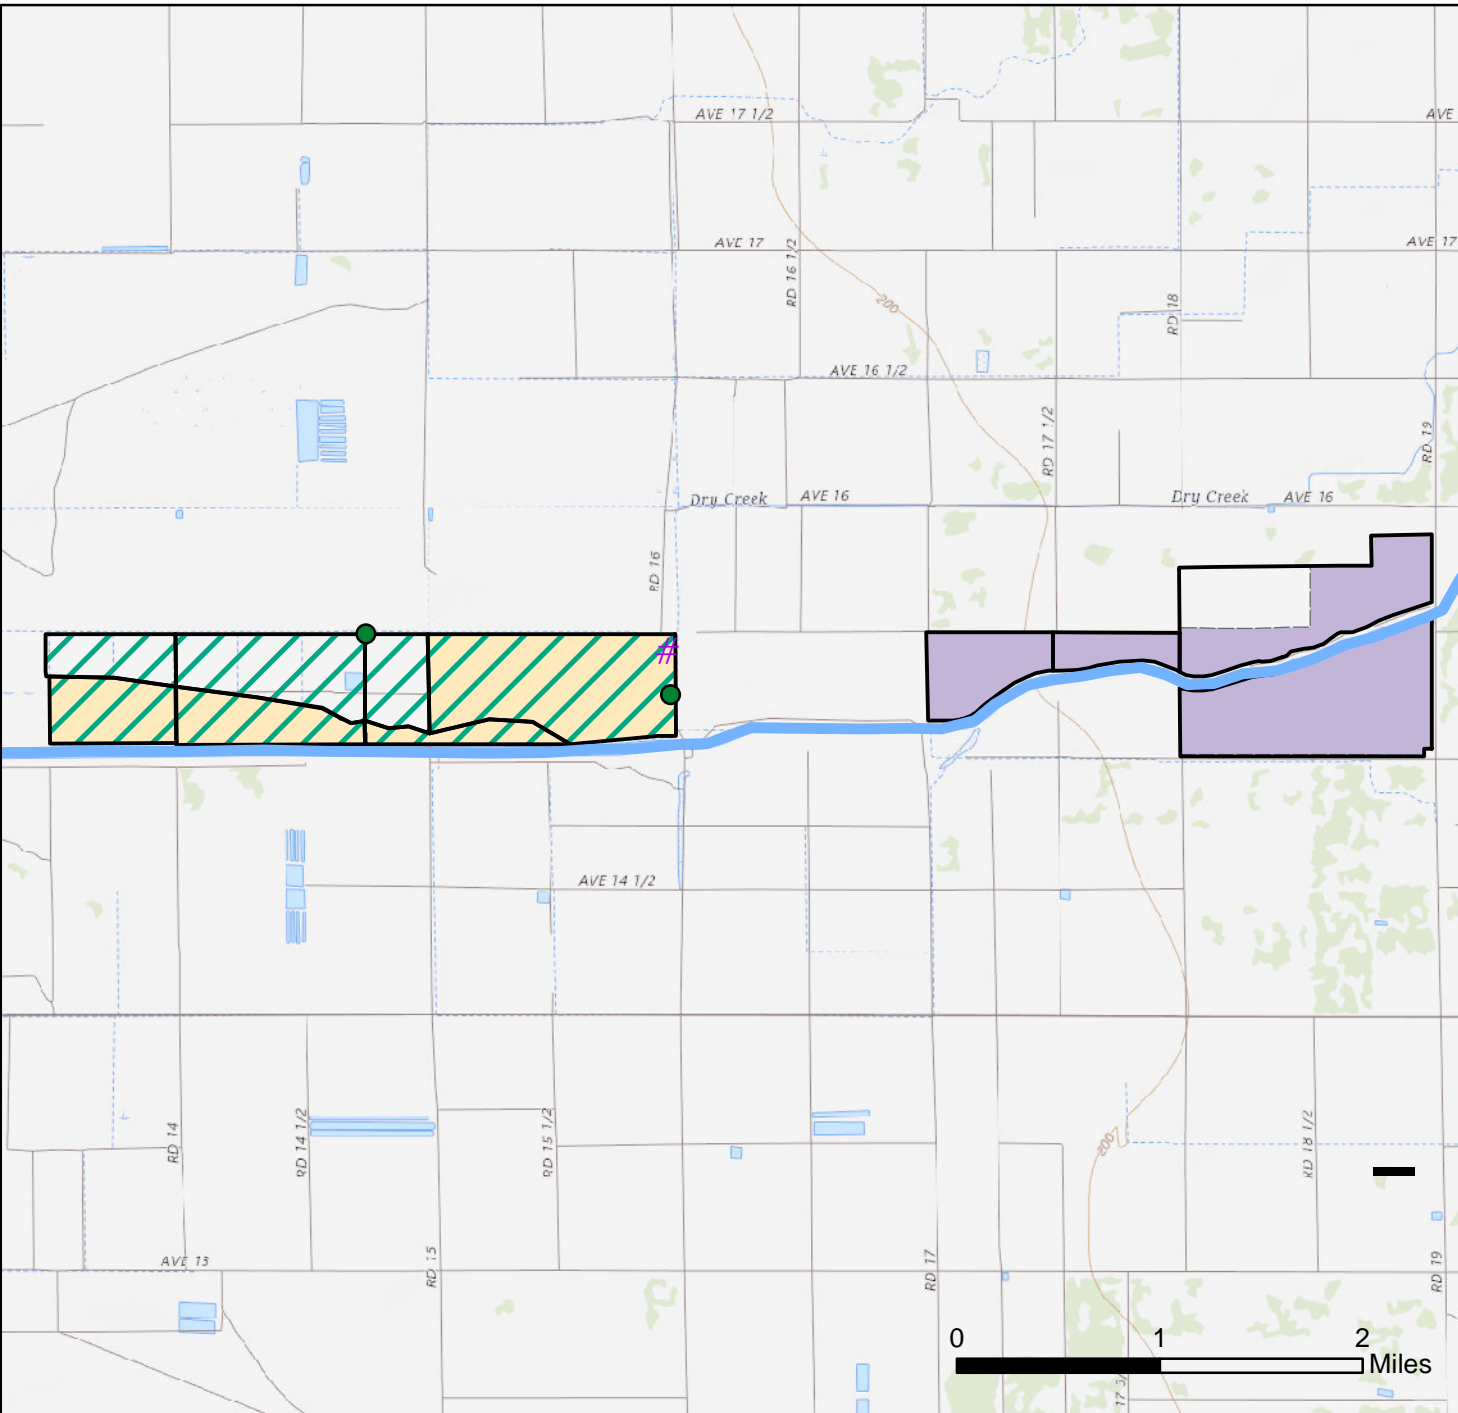 AVE 17 1/2
AVE
AVE 17
RD 16 1/2
AVE 17
200
RD 18
AVE 16 1/2
RD 17 1/2
RD 19
Dry Creek
AVE 16
Dry Creek
AVE 16
RD 16
#
AVE 14 1/2
RD 14
RD 14 1/2
RD 15 1/2
200
RD 18 1/2
AVE 13
RD 15
RD 17
RD 19
0 1 2
Miles